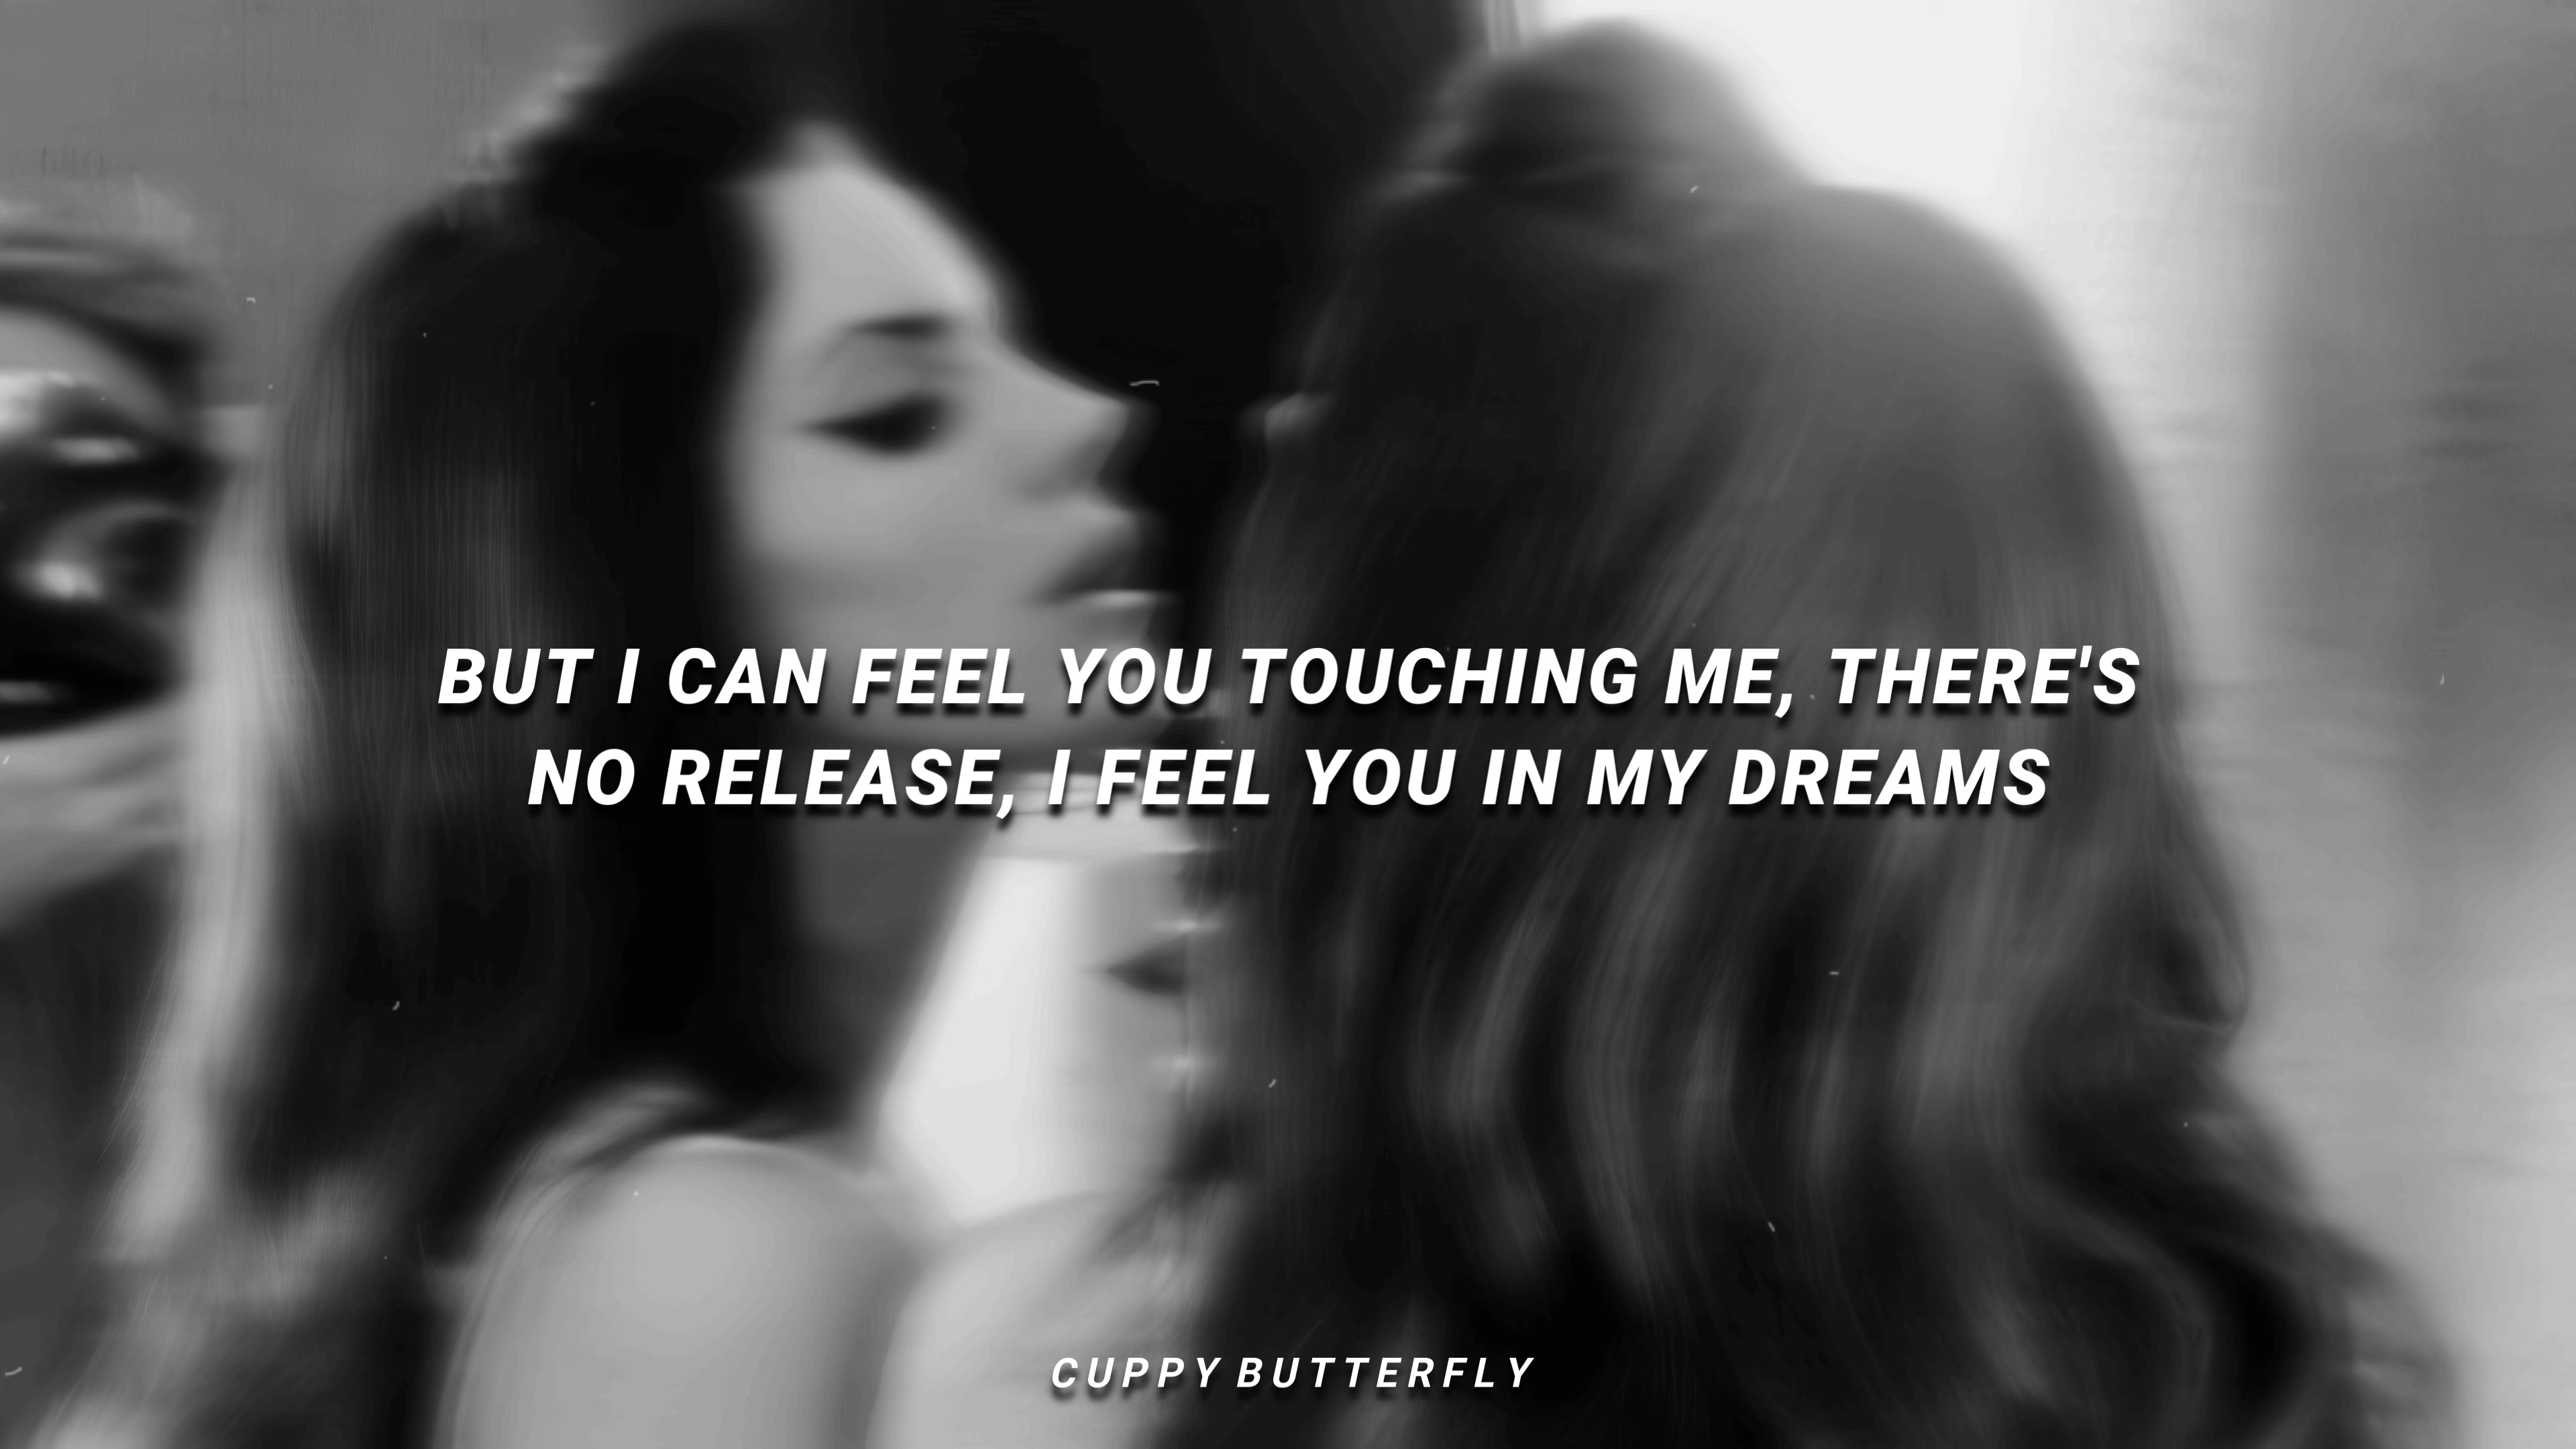 BUT I CAN FEEL YOU TOUCHING ME, THERE'S
NO RELEASE, I FEEL YOU IN MY DREAMS
CUPPY BUTTERFLY